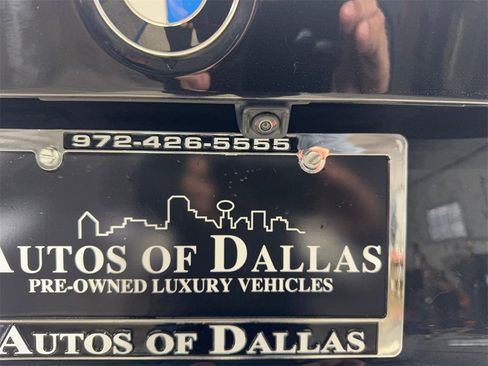 972-426-5555
AUTOS OF DALLAS
PRE-OWNED LUXURY VEHICLES
AUTOS OF DALLAS